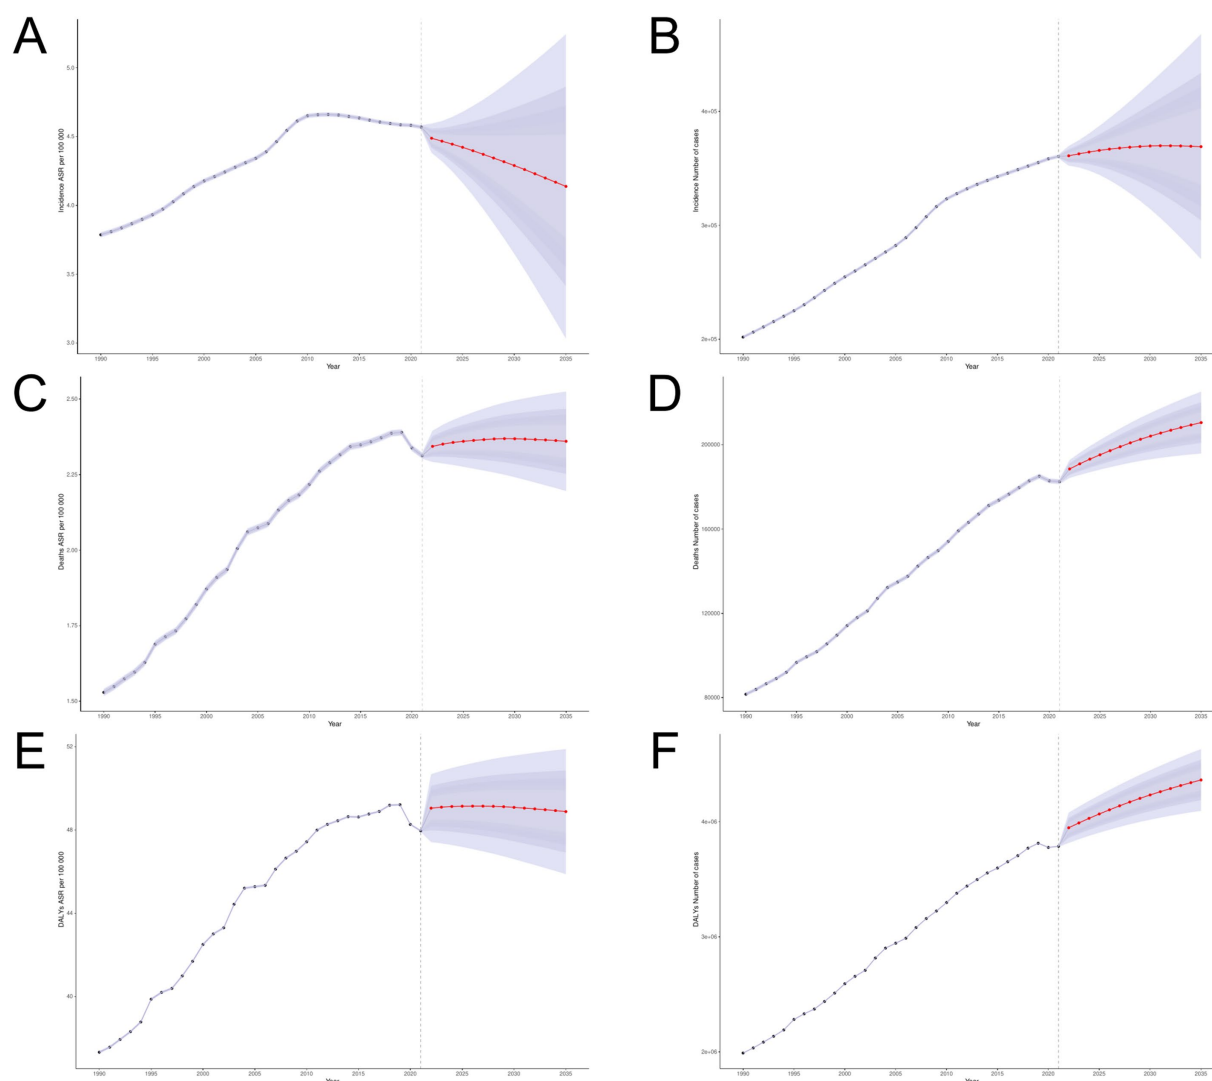 A
Incidence ASR per 100 000
5.0
4.5
4.0
3.5
3.0
1990 1995 2000 2005 2010 2015 2020 2025 2030 2035
Year
B
Incidence Number of cases
4e+05
3e+05
2e+05
1990 1995 2000 2005 2010 2015 2020 2025 2030 2035
Year
C
Deaths ASR per 100 000
2.50
2.25
2.00
1.75
1.50
1990 1995 2000 2005 2010 2015 2020 2025 2030 2035
Year
D
Deaths Number of cases
200000
160000
120000
80000
1990 1995 2000 2005 2010 2015 2020 2025 2030 2035
Year
E
DALYs ASR per 100 000
52
48
44
40
1990 1995 2000 2005 2010 2015 2020 2025 2030 2035
Year
F
DALYs Number of cases
4e+06
3e+06
2e+06
1990 1995 2000 2005 2010 2015 2020 2025 2030 2035
Year